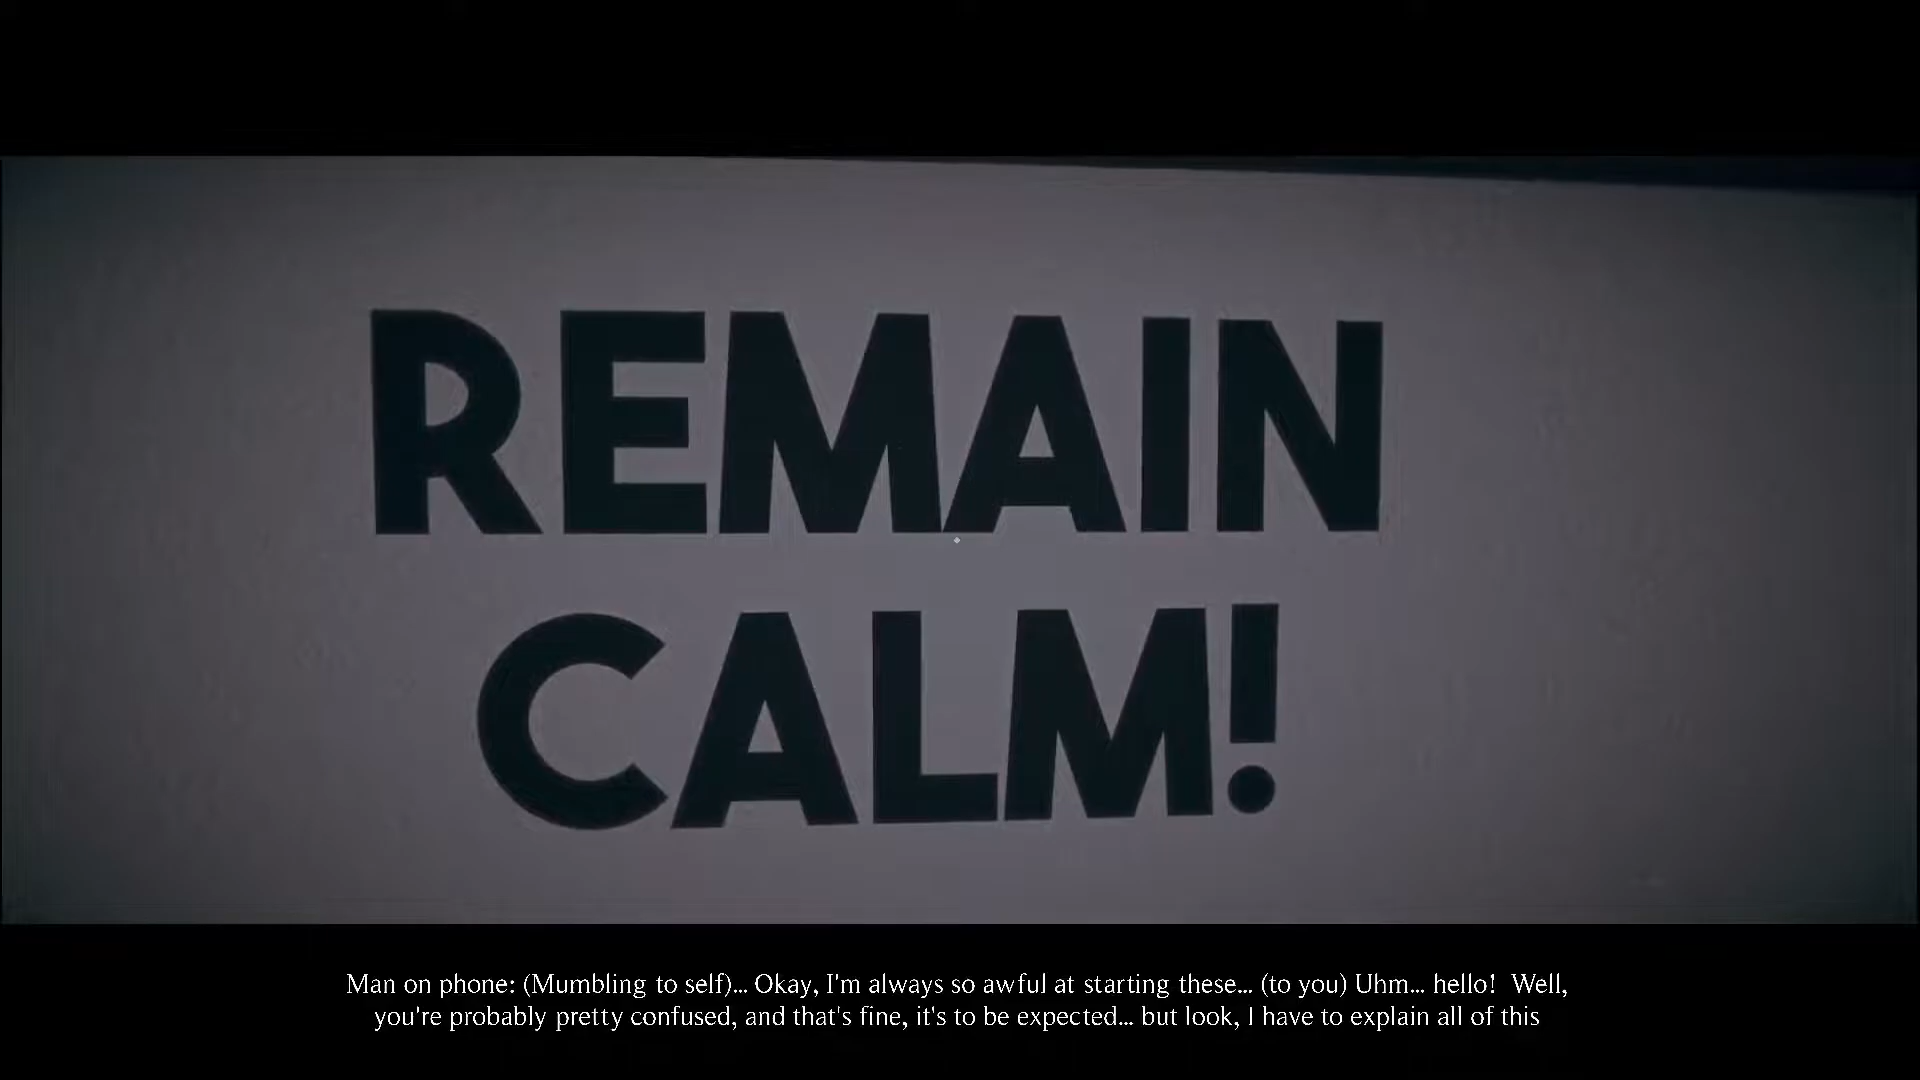 REMAIN
CALM!
Man on phone: (Mumbling to self)... Okay, I'm always so awful at starting these... (to you) Uhm... hello!  Well,
you're probably pretty confused, and that's fine, it's to be expected... but look, I have to explain all of this